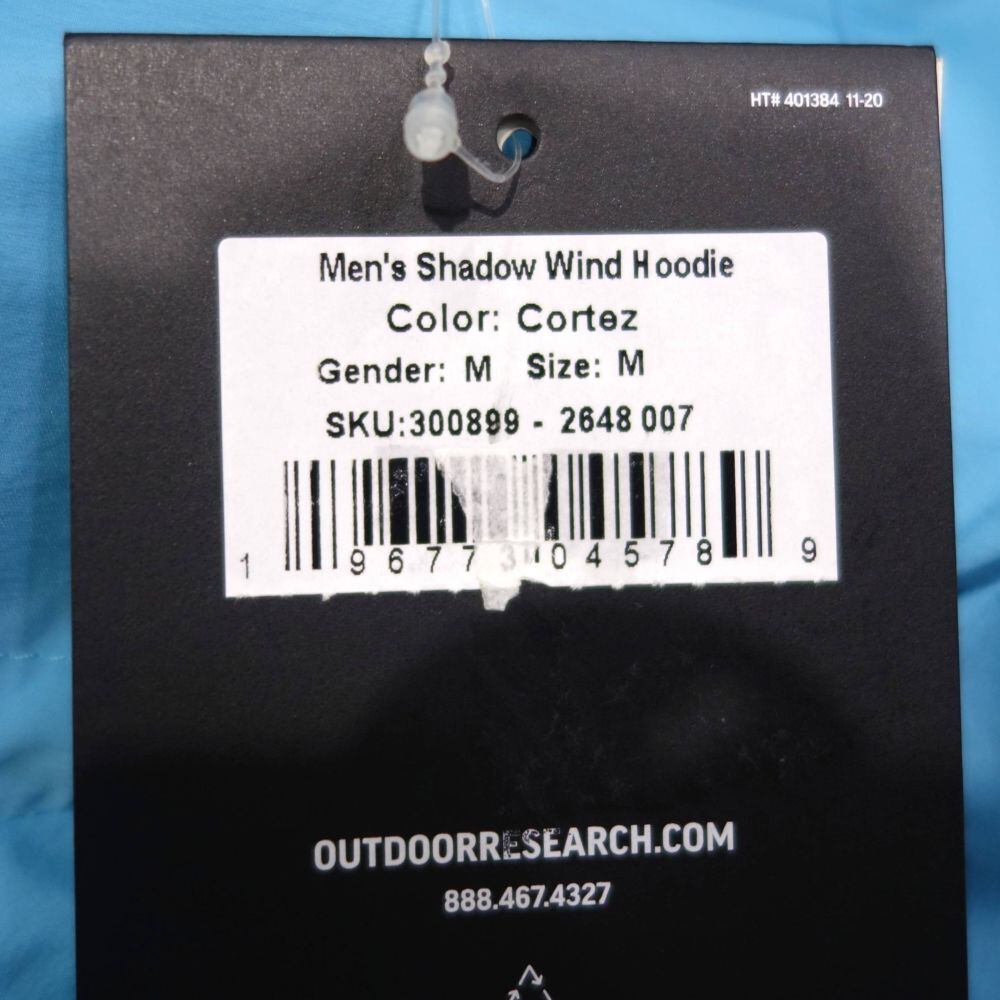 HT# 401384 11-20
Men's Shadow Wind Hoodie
Color: Cortez
Gender: M Size: M
SKU:300899 - 2648 007
1 96773 04578 9
OUTDOORRESEARCH.COM
888.467.4327